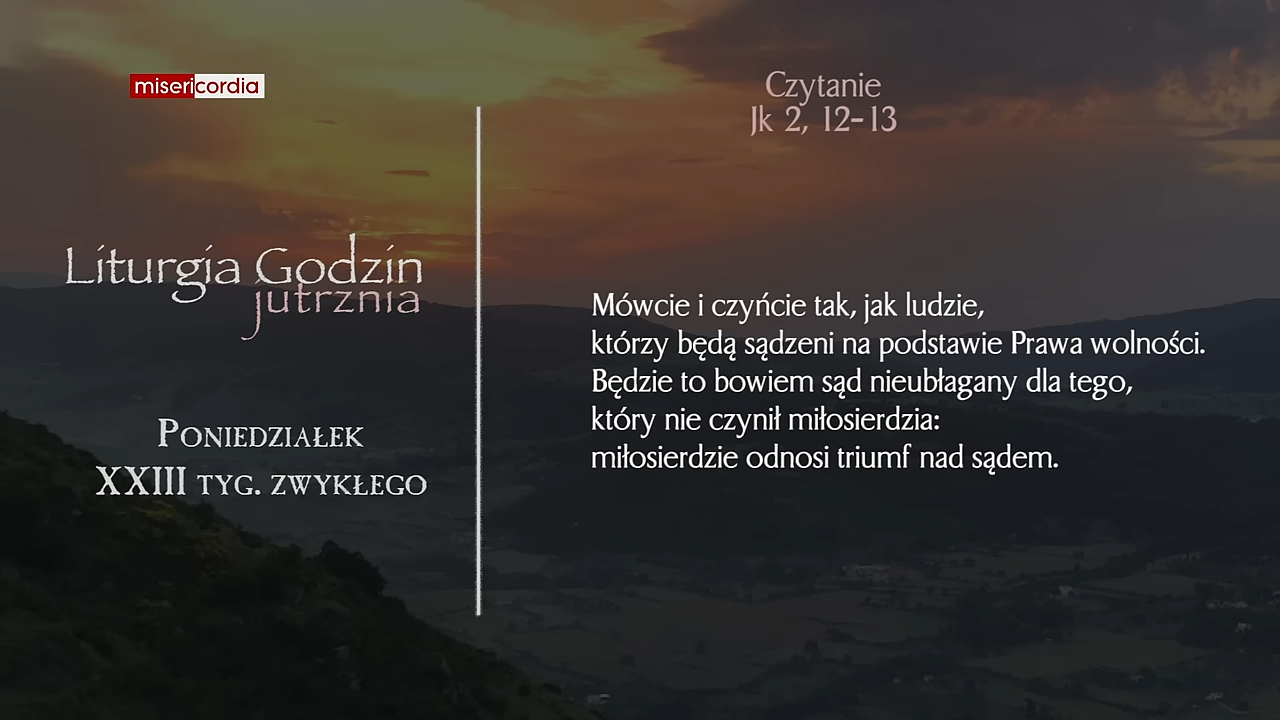 misericordia
Liturgia Godzin
jutrznia
Poniedziałek
XXIII tyg. zwykłego
Czytanie
Jk 2, 12-13
Mówcie i czyńcie tak, jak ludzie,
którzy będą sądzeni na podstawie Prawa wolności.
Będzie to bowiem sąd nieubłagany dla tego,
który nie czynił miłosierdzia:
miłosierdzie odnosi triumf nad sądem.